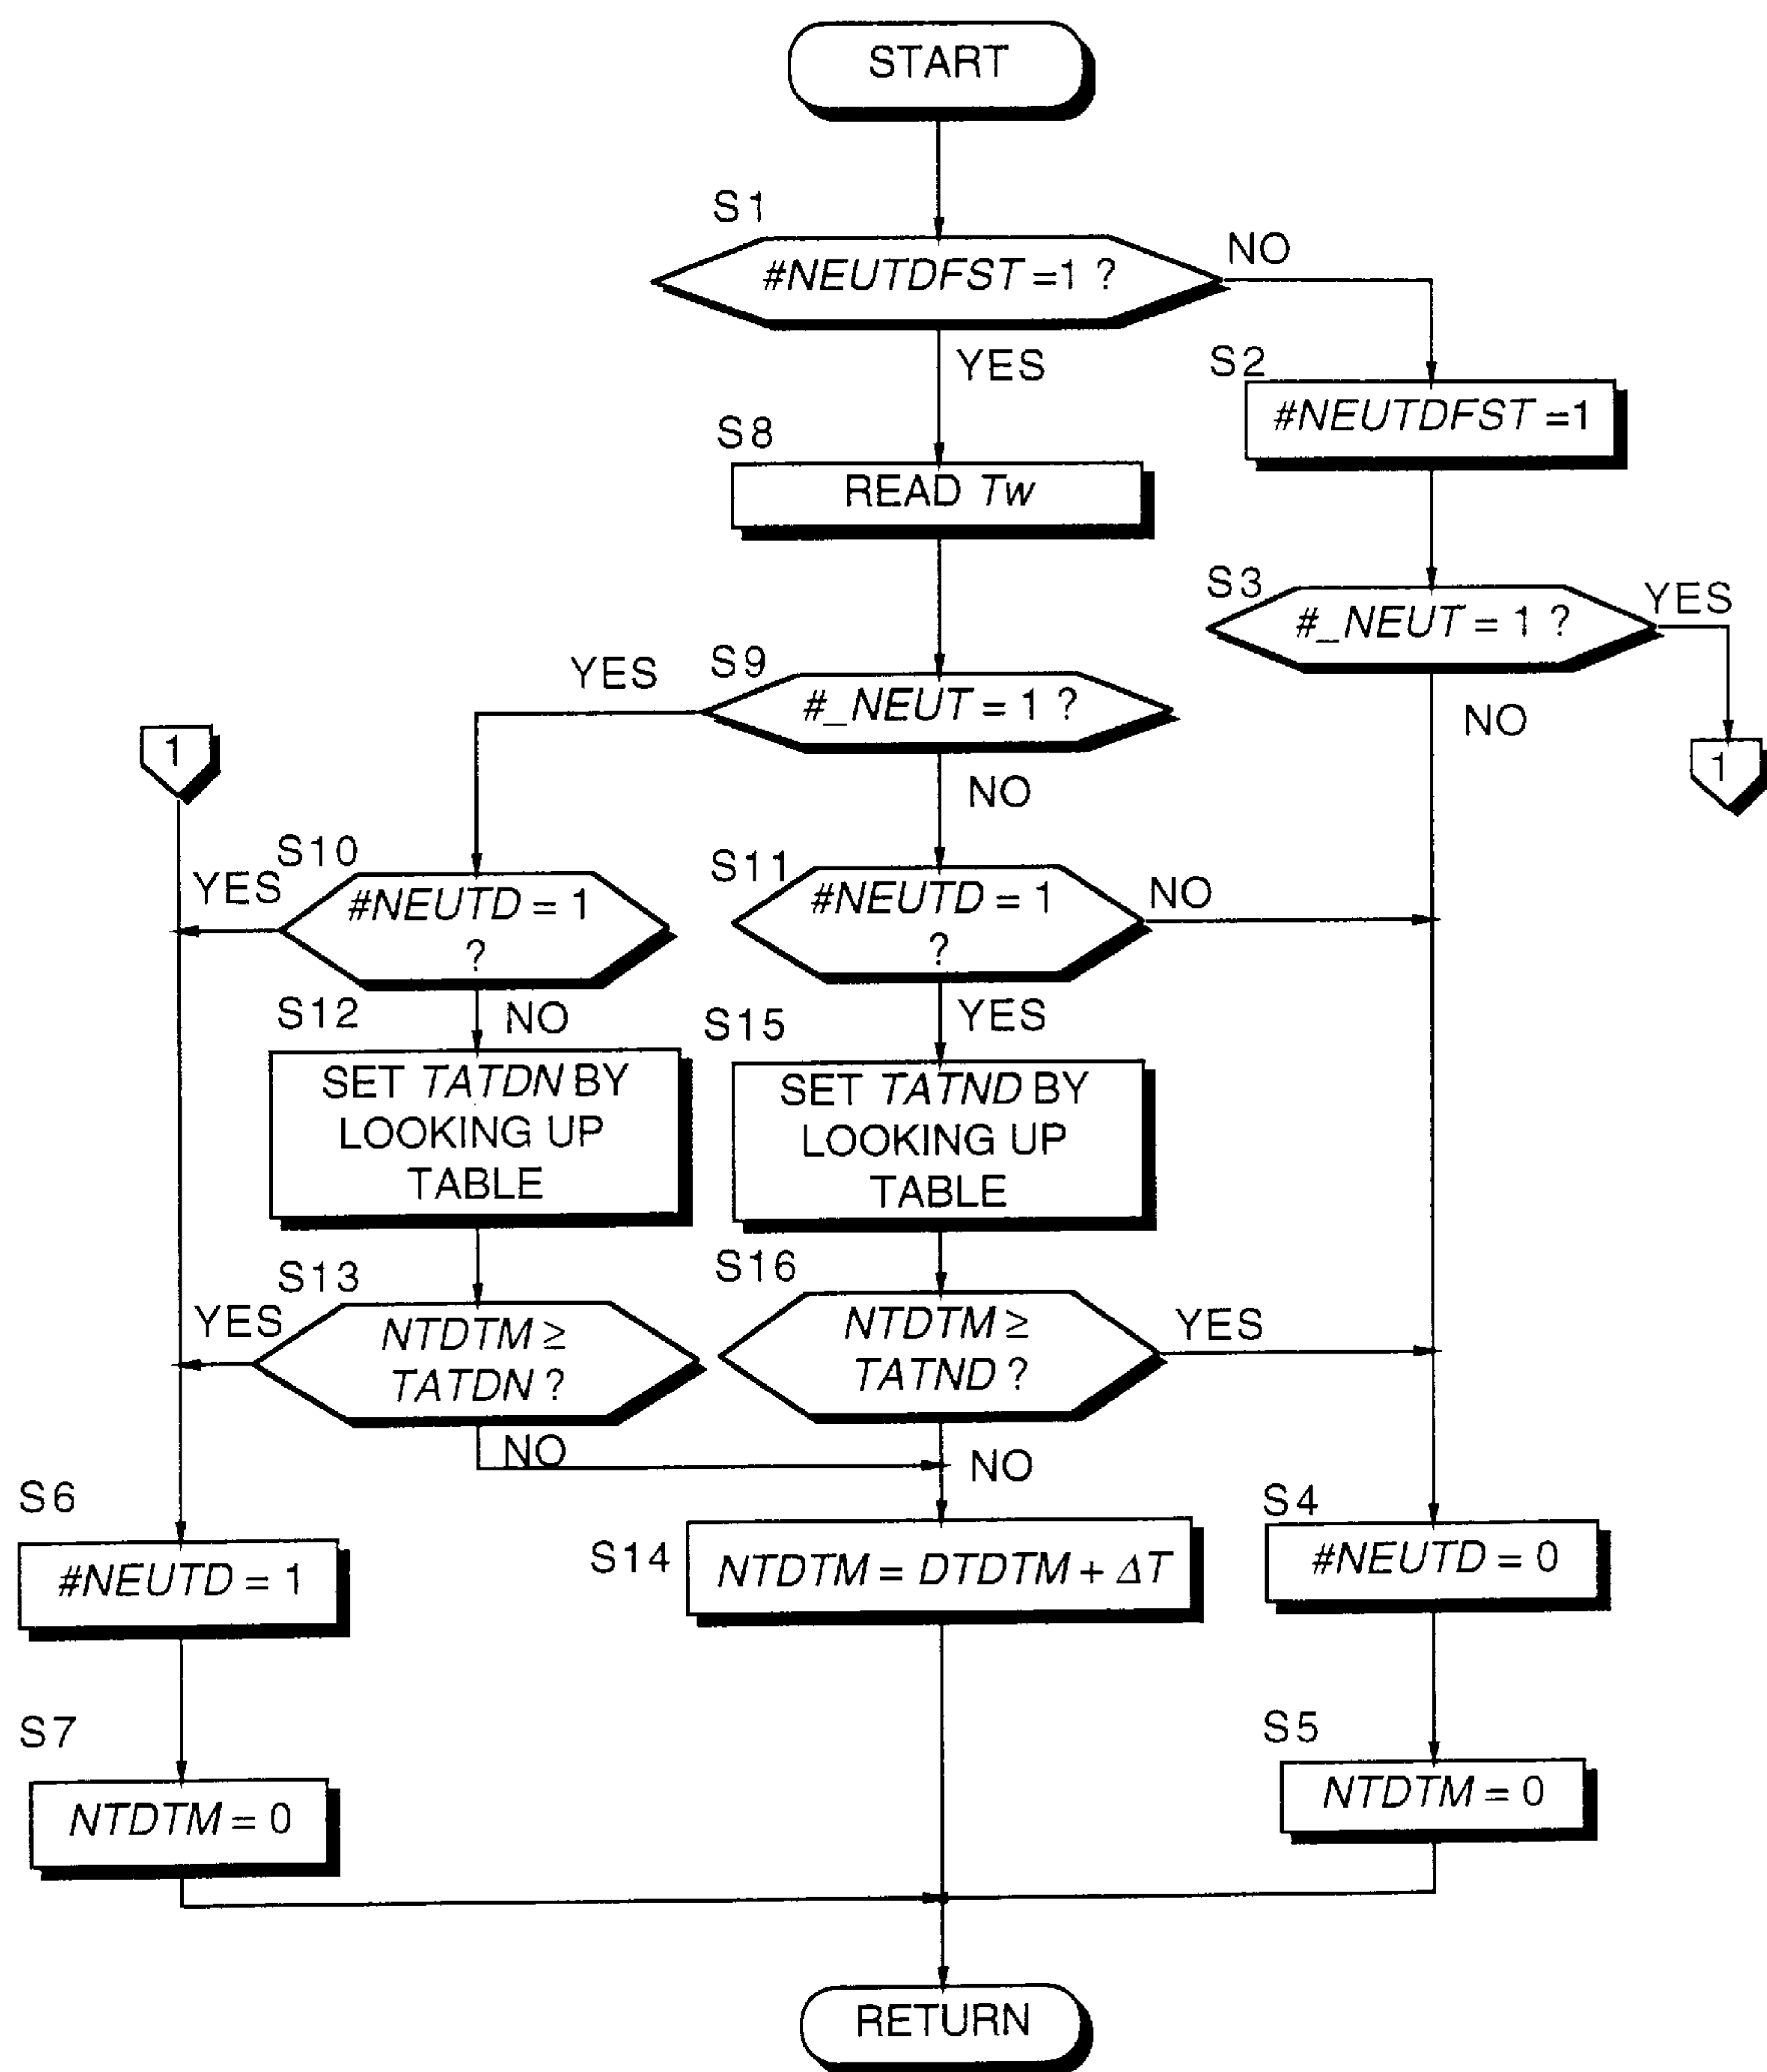 START
S1
#NEUTDFST =1 ?
NO
YES
S2
#NEUTDFST =1
S8
READ Tw
S3
#_NEUT = 1 ?
YES
NO
1
S9
YES
#_NEUT = 1 ?
NO
1
S10
YES
#NEUTD = 1
?
NO
S11
#NEUTD = 1
?
NO
YES
S12
SET TATDN BY
LOOKING UP
TABLE
S15
SET TATND BY
LOOKING UP
TABLE
S13
YES
NTDTM ≥
TATDN ?
NO
S16
NTDTM ≥
TATND ?
YES
NO
S6
#NEUTD = 1
S14
NTDTM = DTDTM + ΔT
S4
#NEUTD = 0
S7
NTDTM = 0
S5
NTDTM = 0
RETURN